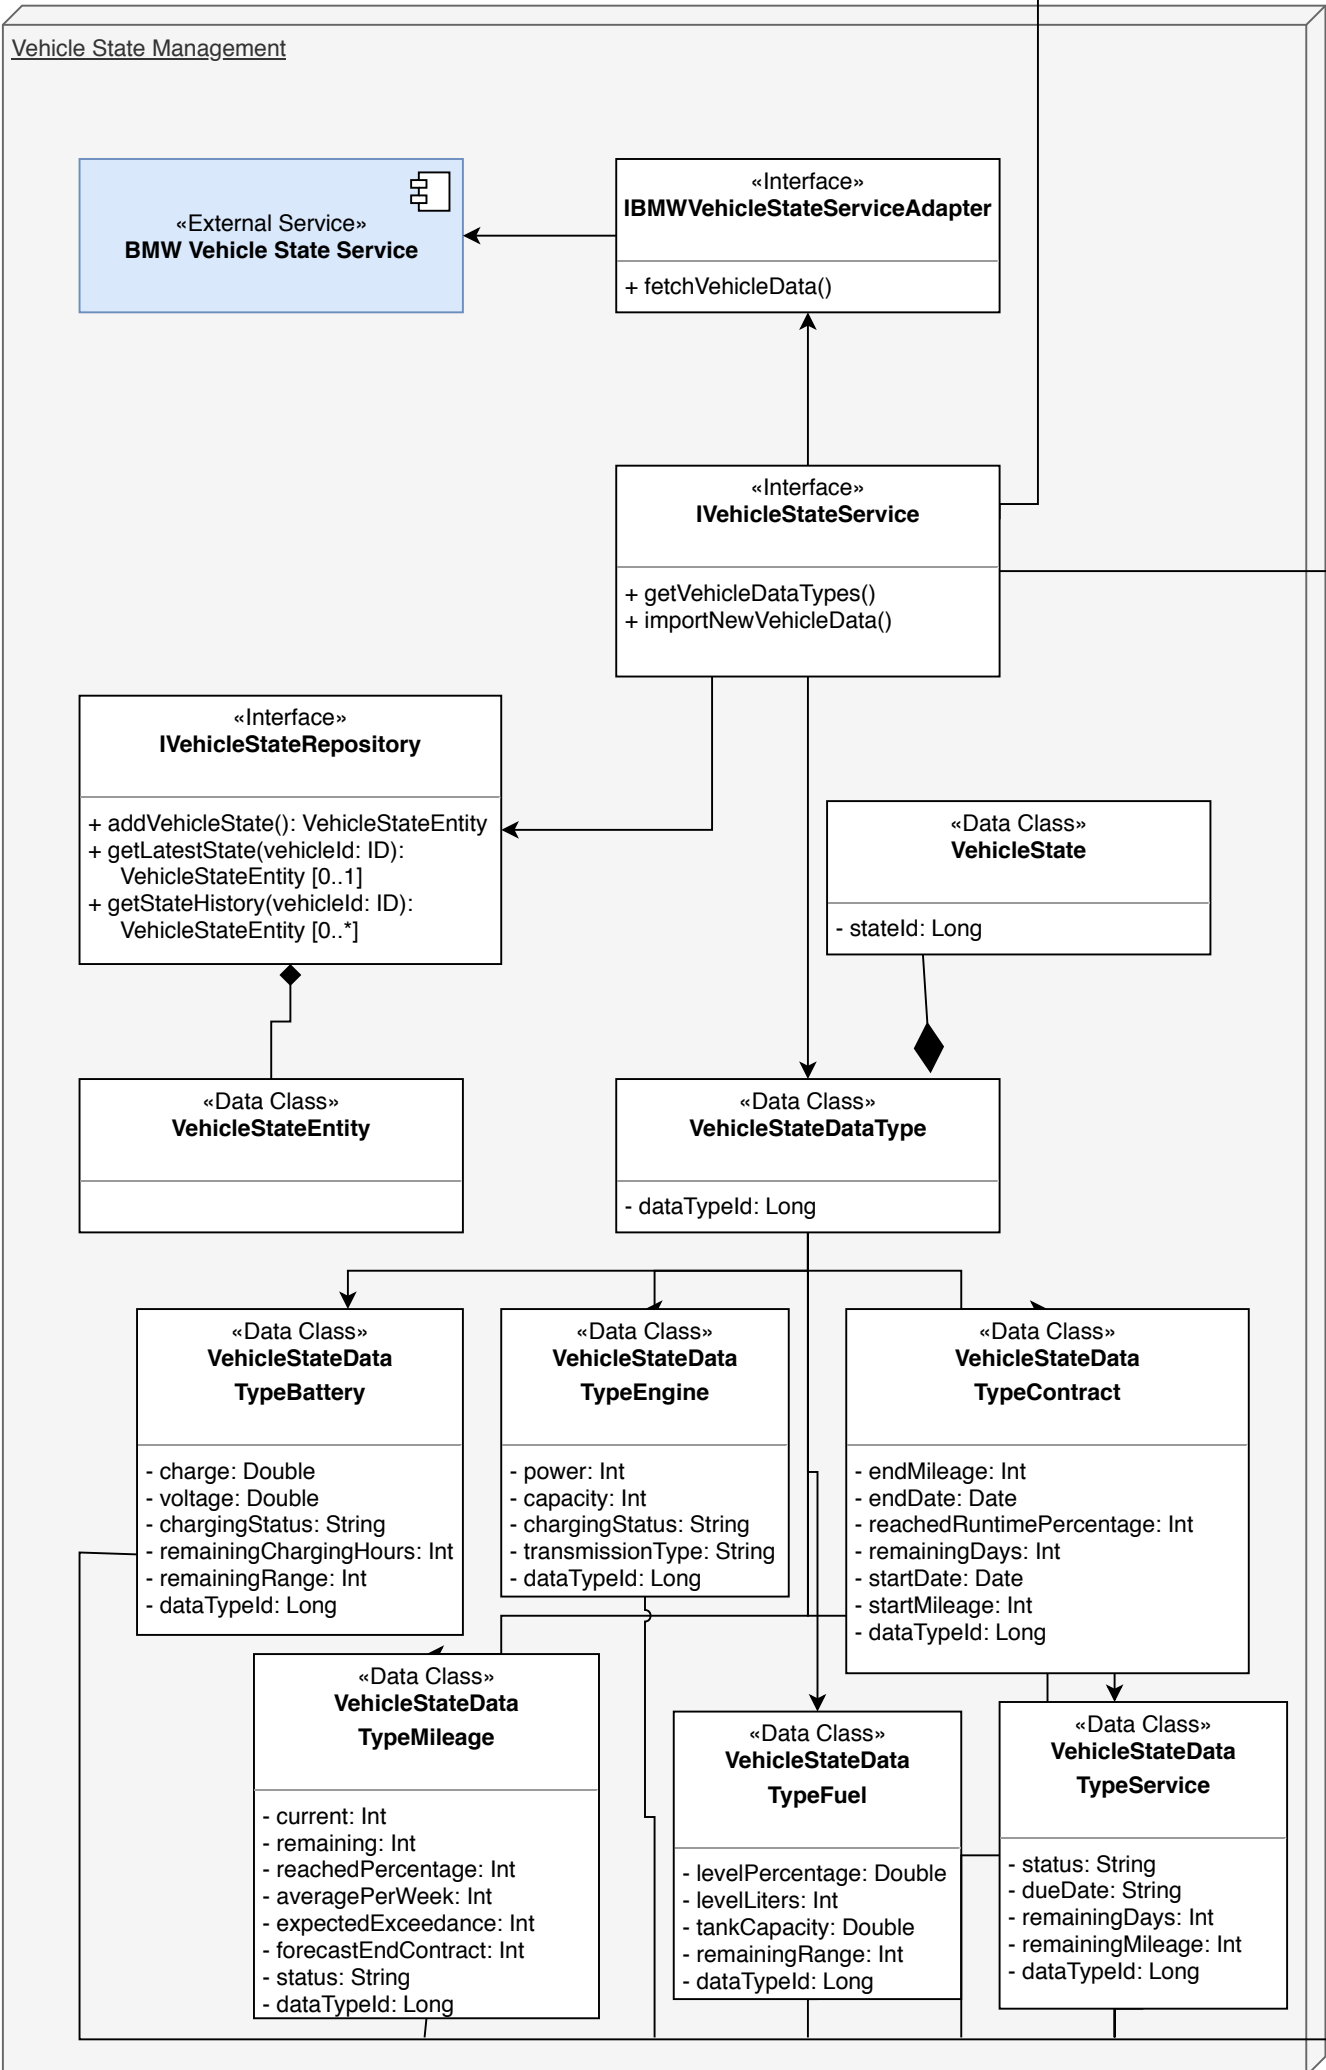 Vehicle State Management
«External Service»
BMW Vehicle State Service
«Interface»
IBMWVehicleStateServiceAdapter
+ fetchVehicleData()
«Interface»
IVehicleStateService
+ getVehicleDataTypes()
+ importNewVehicleData()
«Interface»
IVehicleStateRepository
+ addVehicleState(): VehicleStateEntity
+ getLatestState(vehicleId: ID):
VehicleStateEntity [0..1]
+ getStateHistory(vehicleId: ID):
VehicleStateEntity [0..*]
«Data Class»
VehicleState
- stateId: Long
«Data Class»
VehicleStateEntity
«Data Class»
VehicleStateDataType
- dataTypeId: Long
«Data Class»
VehicleStateData
TypeBattery
- charge: Double
- voltage: Double
- chargingStatus: String
- remainingChargingHours: Int
- remainingRange: Int
- dataTypeId: Long
«Data Class»
VehicleStateData
TypeEngine
- power: Int
- capacity: Int
- chargingStatus: String
- transmissionType: String
- dataTypeId: Long
«Data Class»
VehicleStateData
TypeContract
- endMileage: Int
- endDate: Date
- reachedRuntimePercentage: Int
- remainingDays: Int
- startDate: Date
- startMileage: Int
- dataTypeId: Long
«Data Class»
VehicleStateData
TypeMileage
- current: Int
- remaining: Int
- reachedPercentage: Int
- averagePerWeek: Int
- expectedExceedance: Int
- forecastEndContract: Int
- status: String
- dataTypeId: Long
«Data Class»
VehicleStateData
TypeFuel
- levelPercentage: Double
- levelLiters: Int
- tankCapacity: Double
- remainingRange: Int
- dataTypeId: Long
«Data Class»
VehicleStateData
TypeService
- status: String
- dueDate: String
- remainingDays: Int
- remainingMileage: Int
- dataTypeId: Long